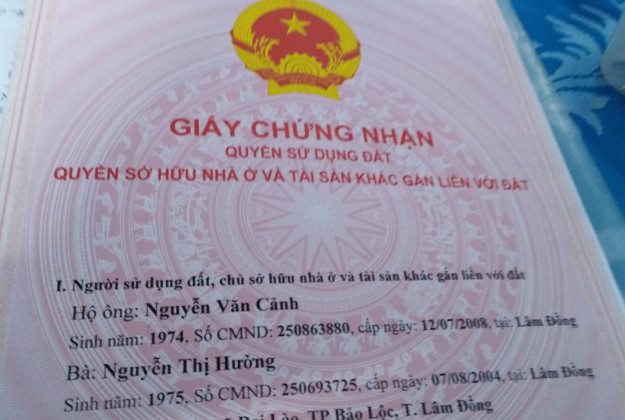 GIẤY CHỨNG NHẬN
QUYỀN SỬ DỤNG ĐẤT
QUYỀN SỞ HỮU NHÀ Ở VÀ TÀI SẢN KHÁC GẮN LIỀN VỚI ĐẤT
I. Người sử dụng đất, chủ sở hữu nhà ở và tài sản khác gắn liền với đất
Hộ ông: Nguyễn Văn Cảnh
Sinh năm: 1974, Số CMND: 250863880, cấp ngày: 12/07/2008, tại: Lâm Đồng
Bà: Nguyễn Thị Hường
Sinh năm: 1975, Số CMND: 250693725, cấp ngày: 07/08/2004, tại: Lâm Đồng
Lào, TP Bảo Lộc, T. Lâm Đồng